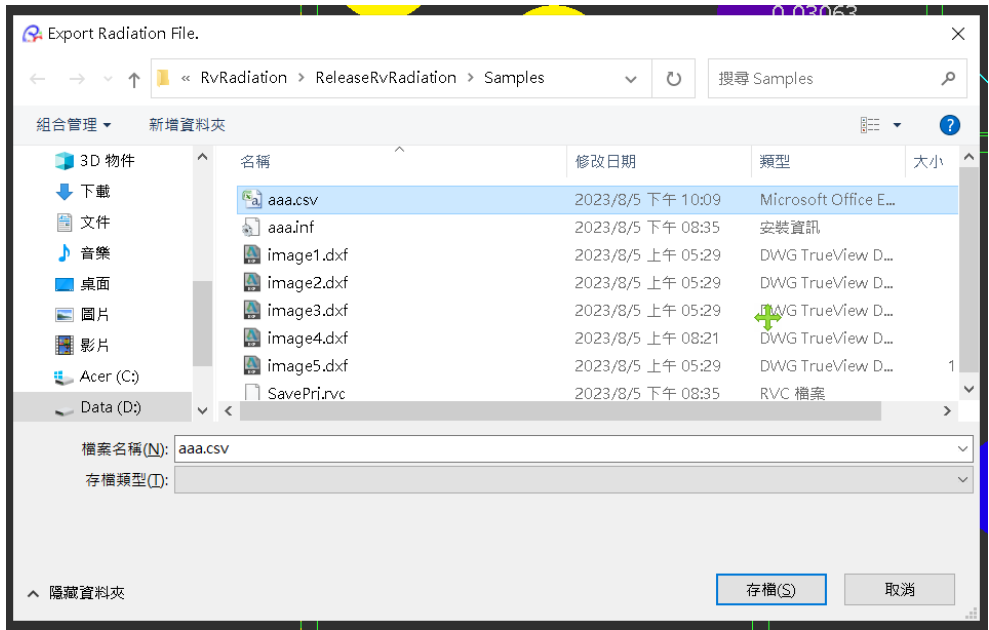 0.03063
Export Radiation File.
« RvRadiation > ReleaseRvRadiation > Samples
搜尋 Samples
組合管理 新增資料夾
名稱 修改日期 類型 大小
3D 物件
下載
文件
音樂
桌面
圖片
影片
Acer (C:)
Data (D:)
aaa.csv 2023/8/5 下午 10:09 Microsoft Office E...
aaa.inf 2023/8/5 下午 08:35 安裝資訊
image1.dxf 2023/8/5 上午 05:29 DWG TrueView D...
image2.dxf 2023/8/5 上午 05:29 DWG TrueView D...
image3.dxf 2023/8/5 上午 05:29 DWG TrueView D...
image4.dxf 2023/8/5 上午 08:21 DWG TrueView D...
image5.dxf 2023/8/5 上午 05:29 DWG TrueView D... 1
SavePrj.rvc 2023/8/5 下午 08:35 RVC 檔案
檔案名稱(N): aaa.csv
存檔類型(T):
隱藏資料夾
存檔(S) 取消